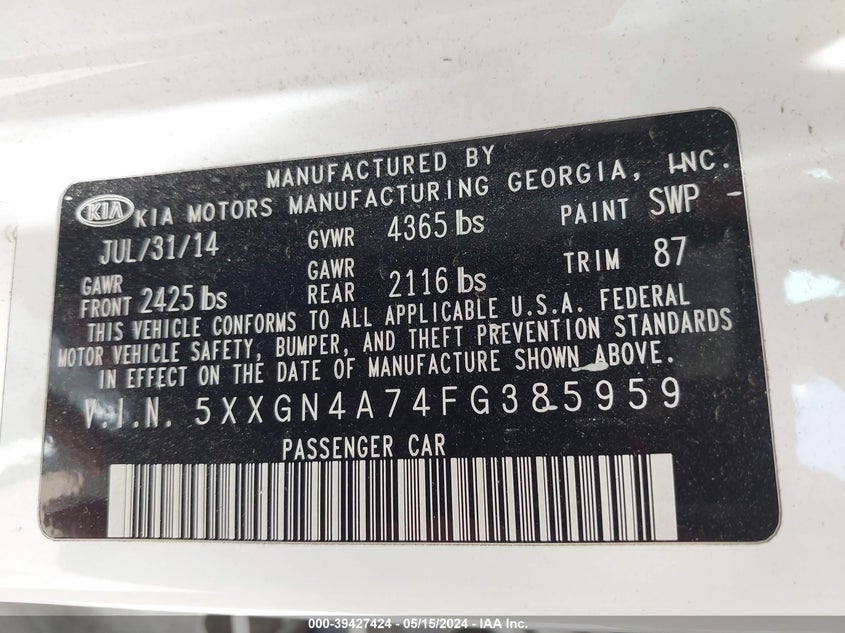 MANUFACTURED BY
KIA KIA MOTORS MANUFACTURING GEORGIA, INC.
JUL/31/14 GVWR 4365 lbs PAINT SWP
GAWR FRONT 2425 lbs GAWR REAR 2116 lbs TRIM 87
THIS VEHICLE CONFORMS TO ALL APPLICABLE U.S.A. FEDERAL
MOTOR VEHICLE SAFETY, BUMPER, AND THEFT PREVENTION STANDARDS
IN EFFECT ON THE DATE OF MANUFACTURE SHOWN ABOVE.
V.I.N. 5XXGN4A74FG385959
PASSENGER CAR
000-39427424 - 05/15/2024 - IAA Inc.